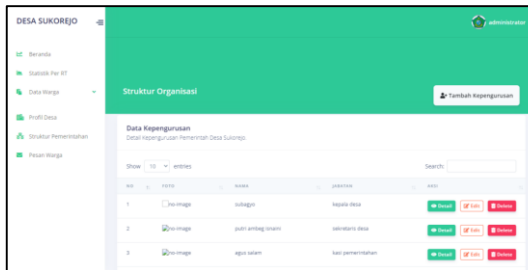 DESA SUKOREJO
administrator
Beranda
Statistik Per RT
Data Warga
Profil Desa
Struktur Pemerintahan
Pesan Warga
Struktur Organisasi
Tambah Kepengurusan
Data Kepengurusan
Detail Kepengurusan Pemerintah Desa Sukorejo.
Show 10 entries
Search:
NO FOTO NAMA JABATAN AKSI
1 no-image subagyo kepala desa Detail Edit Delete
2 no-image putri ambeg isnaini sekretaris desa Detail Edit Delete
3 no-image agus salam kasi pemerintahan Detail Edit Delete